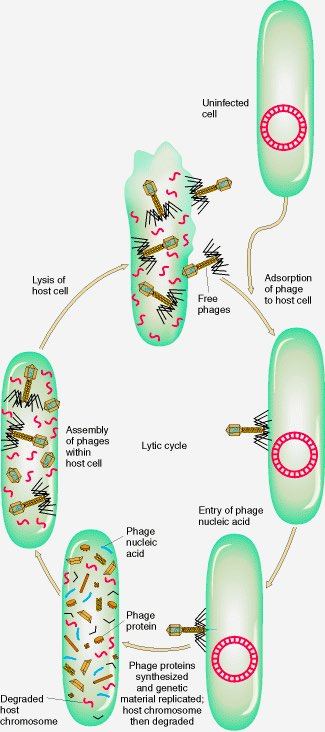 Uninfected
cell
Adsorption
of phage
to host cell
Free
phages
Lysis of
host cell
Lytic cycle
Assembly
of phages
within
host cell
Entry of phage
nucleic acid
Phage
nucleic
acid
Phage
protein
Phage proteins
synthesized
and genetic
material replicated;
host chromosome
then degraded
Degraded
host
chromosome